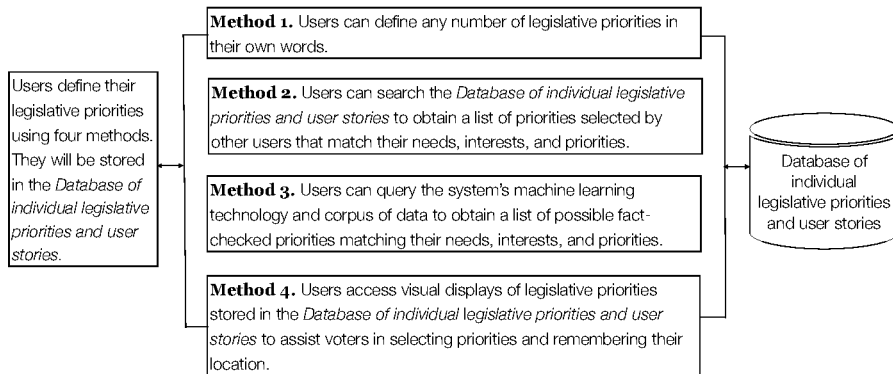 Users define their
legislative priorities
using four methods.
They will be stored
in the Database of
individual legislative
priorities and user
stories.
Method 1. Users can define any number of legislative priorities in
their own words.
Method 2. Users can search the Database of individual legislative
priorities and user stories to obtain a list of priorities selected by
other users that match their needs, interests, and priorities.
Method 3. Users can query the system's machine learning
technology and corpus of data to obtain a list of possible fact-
checked priorities matching their needs, interests, and priorities.
Method 4. Users access visual displays of legislative priorities
stored in the Database of individual legislative priorities and user
stories to assist voters in selecting priorities and remembering their
location.
Database of
individual
legislative priorities
and user stories